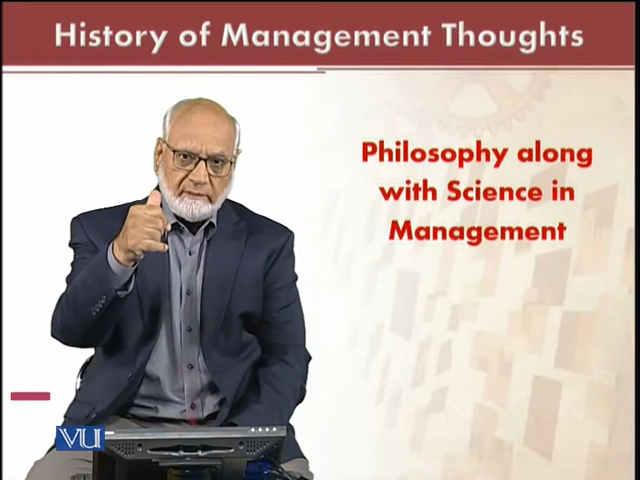 History of Management Thoughts
Philosophy along
with Science in
Management
VU